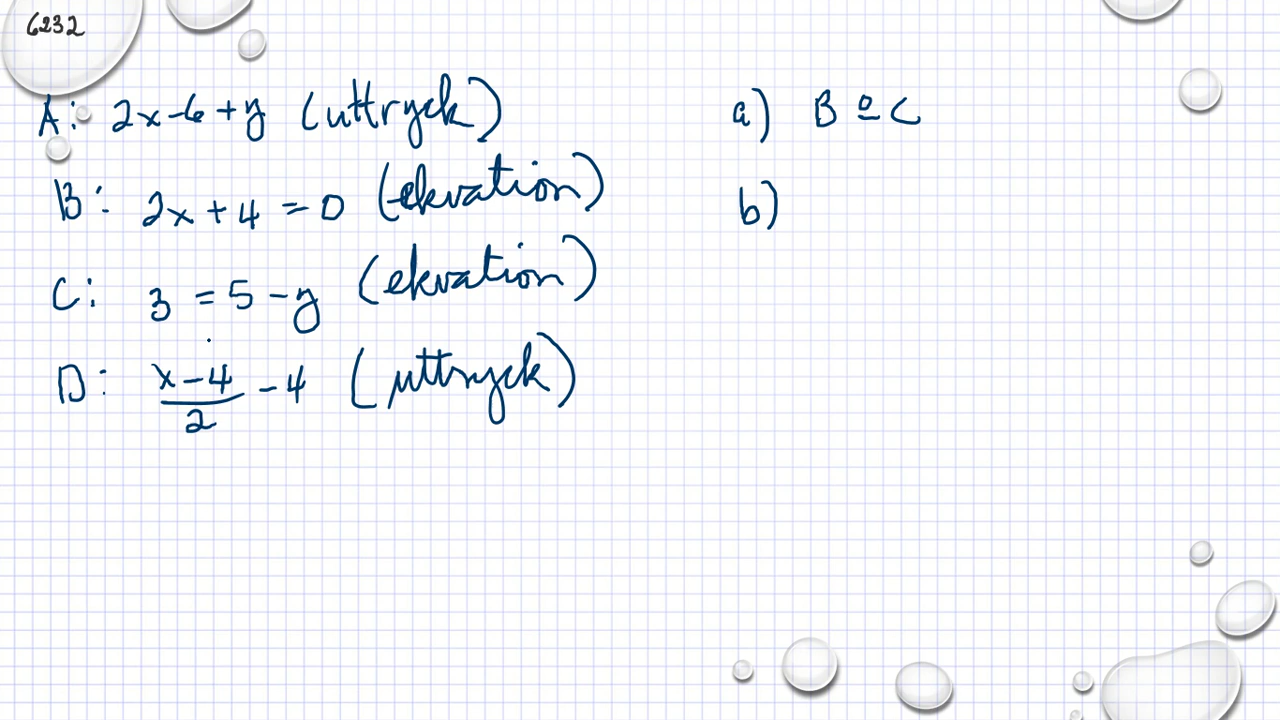 6232
A: 2x-6+y (uttryck)
B: 2x+4=0 (ekvation)
C: 3=5-y (ekvation)
D: x-4/2 -4 (uttryck)
a) B o C
b)